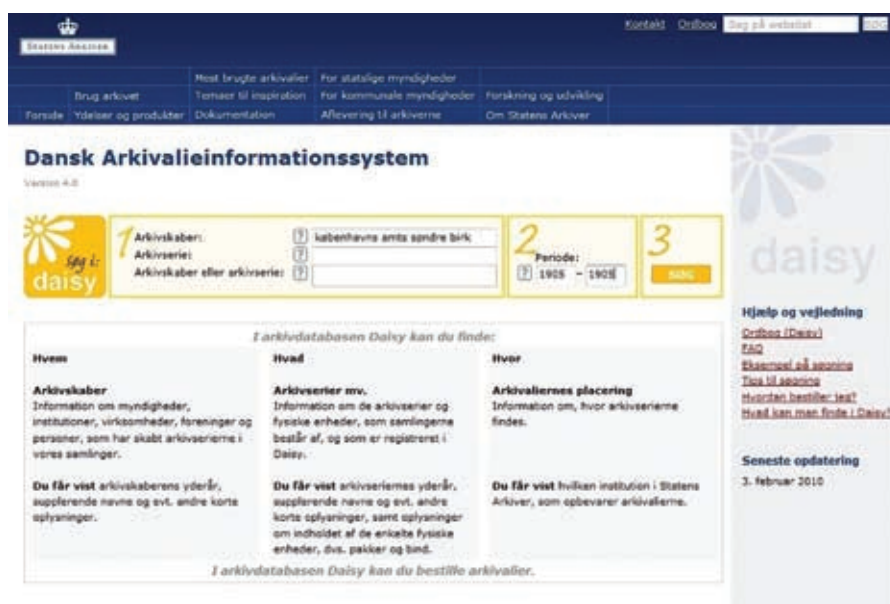 Kontakt Ordbog Søg på webstist SØG
STATENS ARKIVER
Mest brugte arkivalier For statslige myndigheder
Brug arkivet Temaer til inspiration For kommunale myndigheder Forskning og udvikling
Forside Ydelser og produkter Dokumentation Aflevering til arkiverne Om Statens Arkiver
Dansk Arkivalieinformationssystem
Version 4.0
søg i:
daisy
1
Arkivskaber: ? københavns amts søndre birk
Arkivserie: ?
Arkivskaber eller arkivserie: ?
2
Periode:
? 1905 - 1905
3
SØG
daisy
I arkivdatabasen Daisy kan du finde:
Hvem
Arkivskaber
Information om myndigheder,
institutioner, virksomheder, foreninger og
personer, som har skabt arkivserierne i
vores samlinger.
Du får vist arkivskaberens yderår,
supplerende navne og evt. andre korte
oplysninger.
Hvad
Arkivserier mv.
Information om de arkivserier og
fysiske enheder, som samlingerne
består af, og som er registreret i
Daisy.
Du får vist arkivseriernes yderår,
supplerende navne og evt. andre
korte oplysninger, samt oplysninger
om indholdet af de enkelte fysiske
enheder, dvs. pakker og bind.
Hvor
Arkivaliernes placering
Information om, hvor arkivserierne
findes.
Du får vist hvilken institution i Statens
Arkiver, som opbevarer arkivalierne.
I arkivdatabasen Daisy kan du bestille arkivalier.
Hjælp og vejledning
Ordbog (Daisy)
FAQ
Eksempel på søgning
Tips til søgning
Hvordan bestiller jeg?
Hvad kan man finde i Daisy?
Seneste opdatering
3. februar 2010